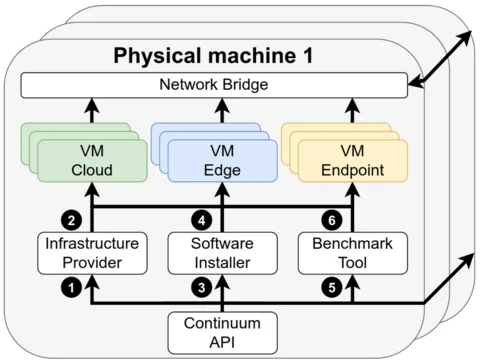 Physical machine 1
Network Bridge
VM
Cloud
VM
Edge
VM
Endpoint
2
4
6
Infrastructure
Provider
Software
Installer
Benchmark
Tool
1
3
5
Continuum
API